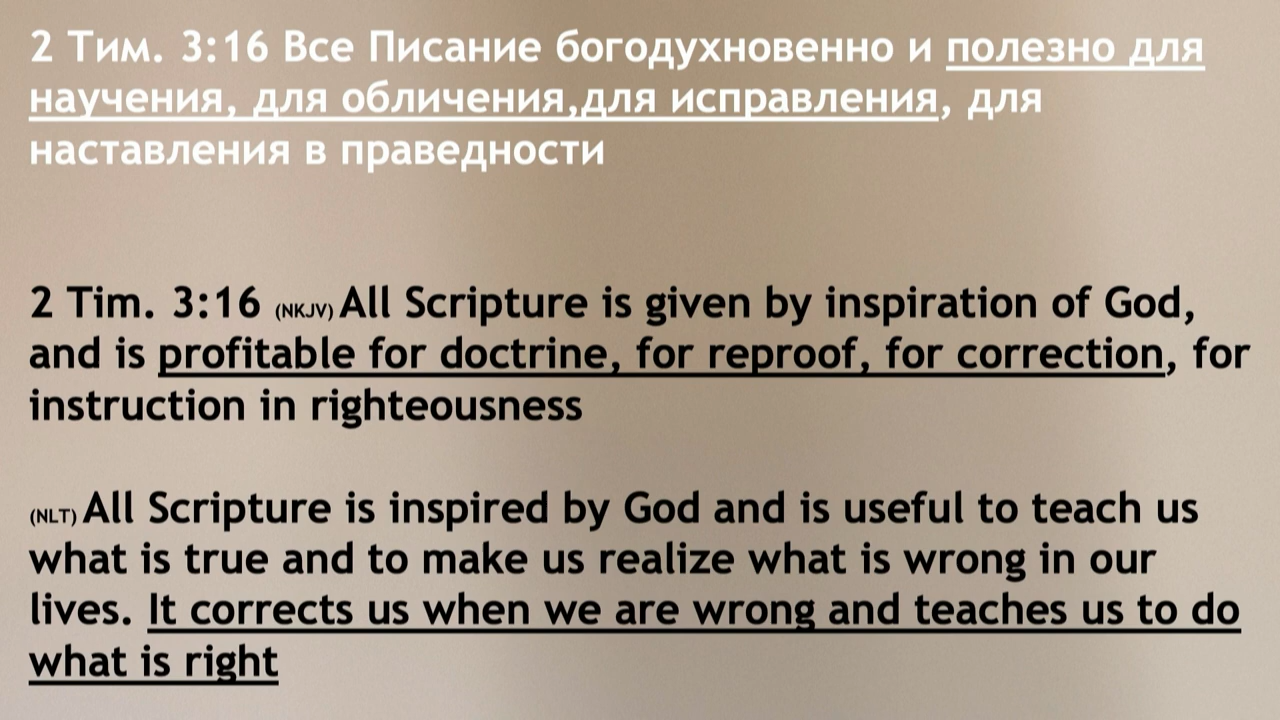 2 Тим. 3:16 Все Писание богодухновенно и полезно для
научения, для обличения,для исправления, для
наставления в праведности
2 Tim. 3:16 (NKJV) All Scripture is given by inspiration of God,
and is profitable for doctrine, for reproof, for correction, for
instruction in righteousness
(NLT) All Scripture is inspired by God and is useful to teach us
what is true and to make us realize what is wrong in our
lives. It corrects us when we are wrong and teaches us to do
what is right